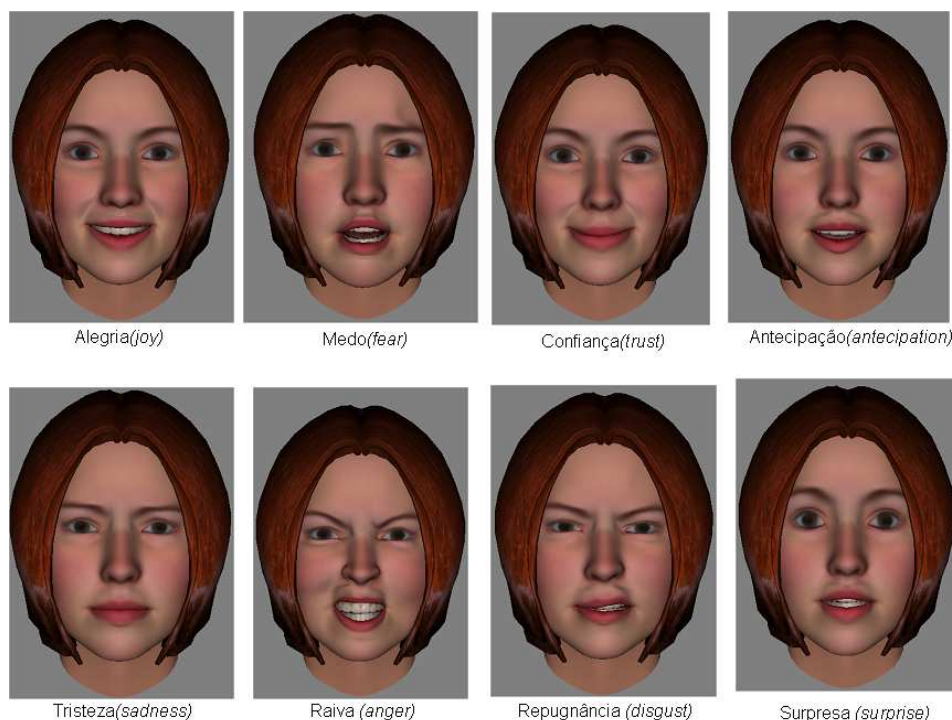 Alegria(joy)
Medo(fear)
Confiança(trust)
Antecipação(antecipation)
Tristeza(sadness)
Raiva (anger)
Repugnância (disgust)
Surpresa (surprise)